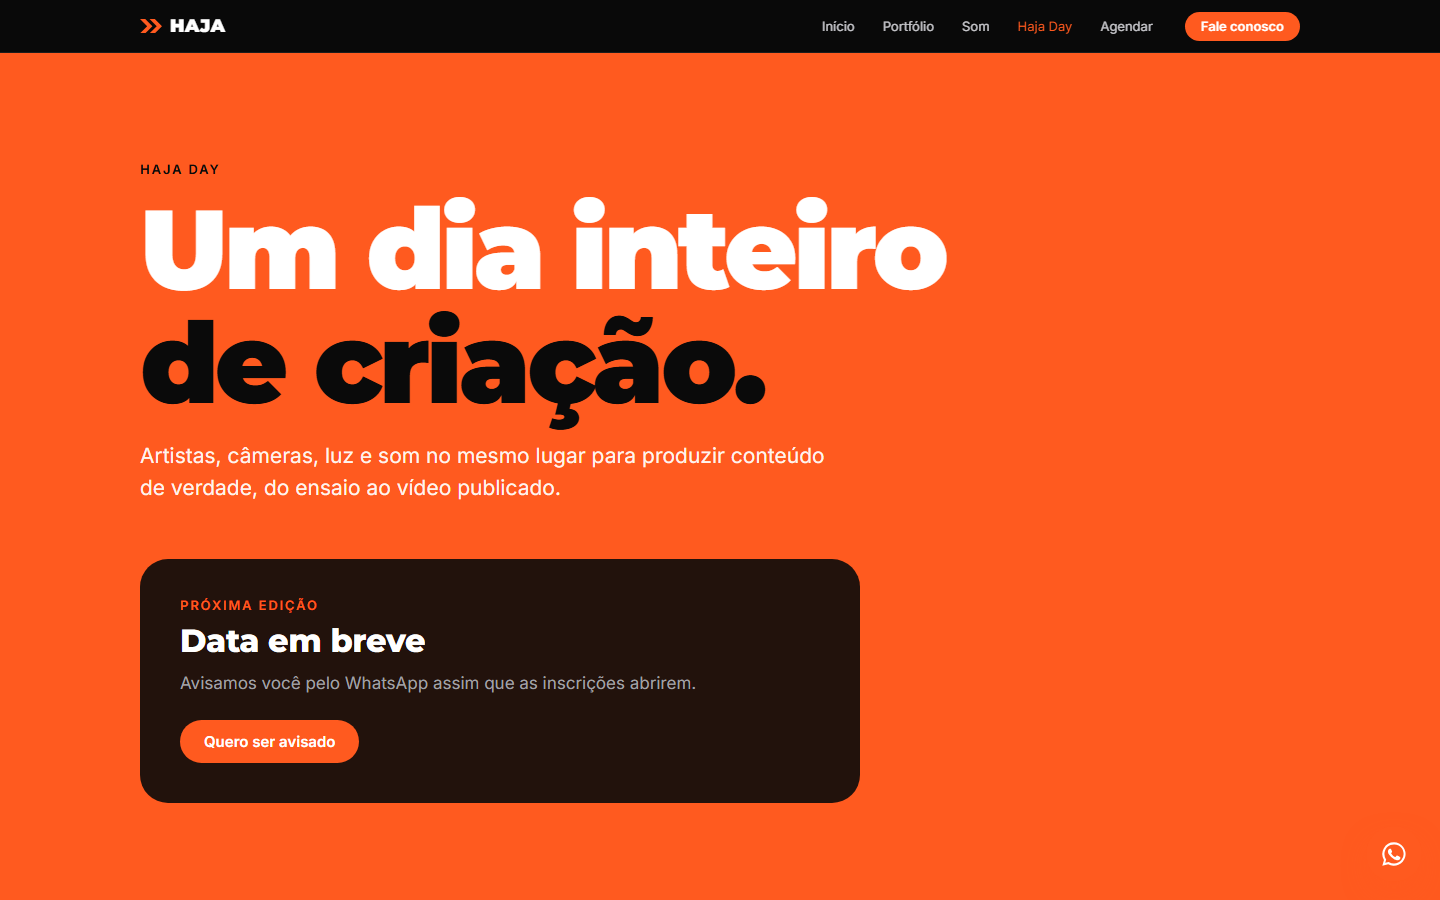 HAJA
Início Portfólio Som Haja Day Agendar Fale conosco
HAJA DAY
Um dia inteiro
de criação.
Artistas, câmeras, luz e som no mesmo lugar para produzir conteúdo
de verdade, do ensaio ao vídeo publicado.
PRÓXIMA EDIÇÃO
Data em breve
Avisamos você pelo WhatsApp assim que as inscrições abrirem.
Quero ser avisado